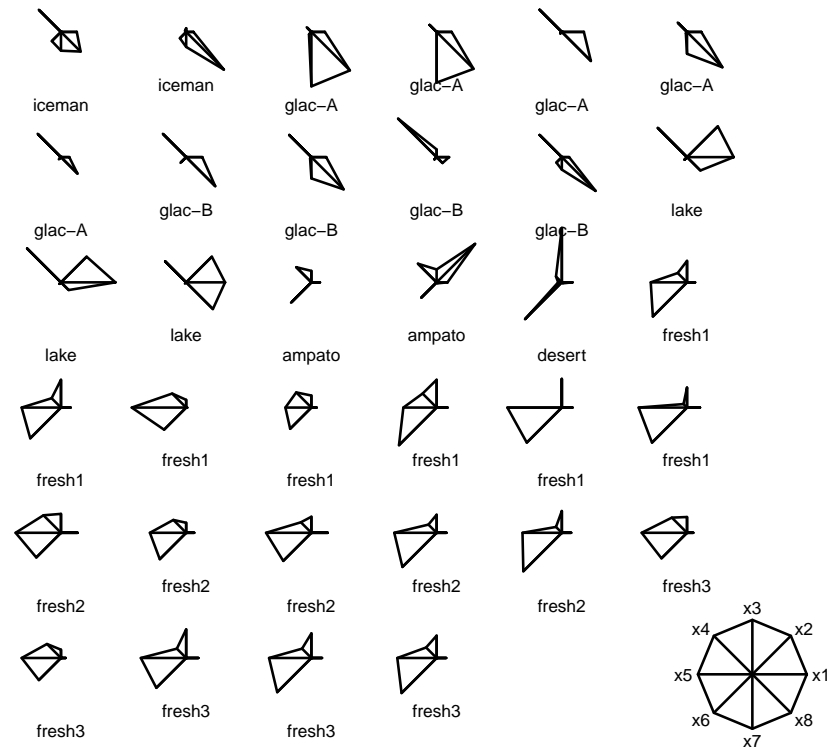 iceman
iceman
glac−A
glac−A
glac−A
glac−A
glac−A
glac−B
glac−B
glac−B
glac−B
lake
lake
lake
ampato
ampato
desert
fresh1
fresh1
fresh1
fresh1
fresh1
fresh1
fresh1
fresh2
fresh2
fresh2
fresh2
fresh2
fresh3
fresh3
fresh3
fresh3
fresh3
x3
x4
x2
x5
x1
x6
x8
x7